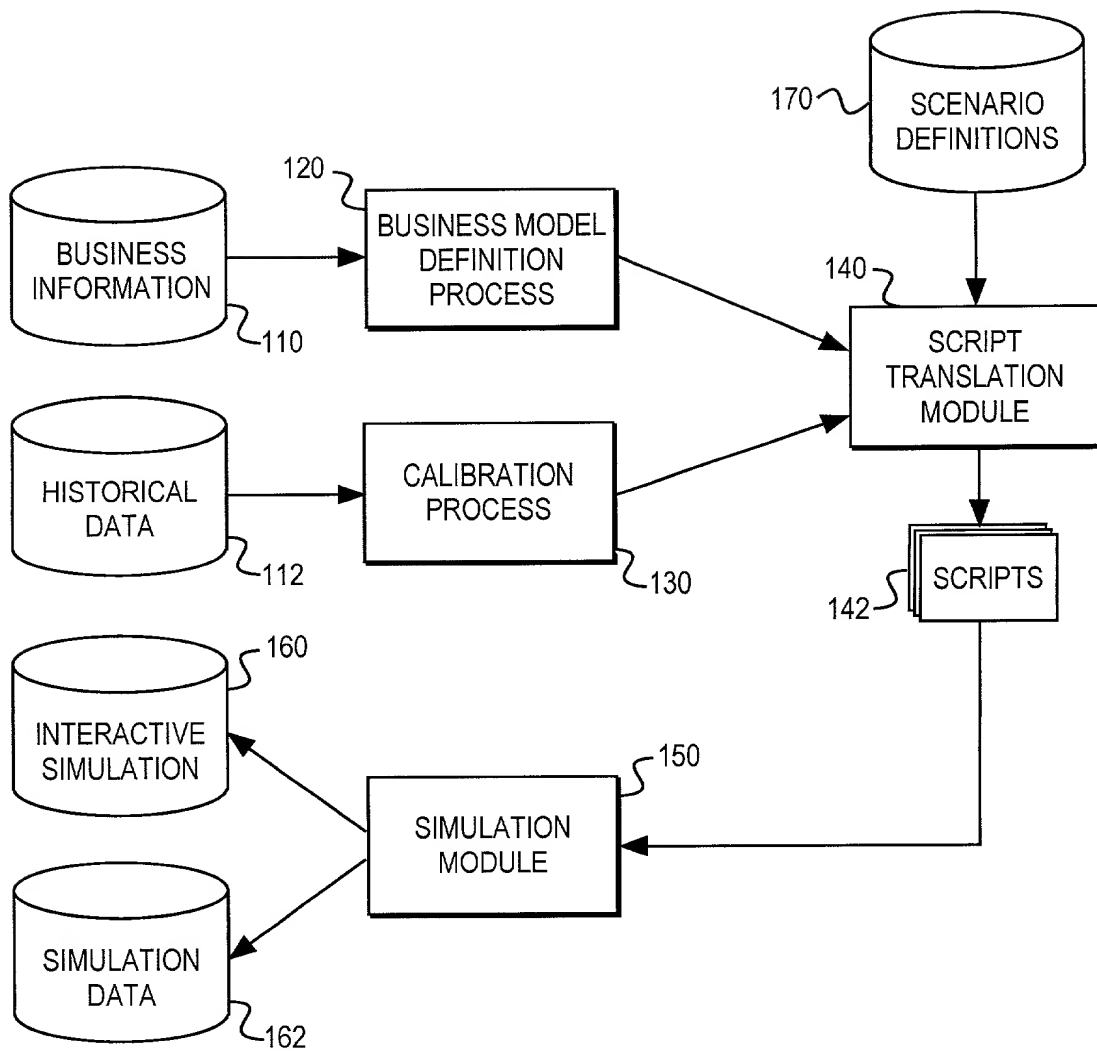 170
SCENARIO
DEFINITIONS
120
BUSINESS
INFORMATION
110
BUSINESS MODEL
DEFINITION
PROCESS
140
SCRIPT
TRANSLATION
MODULE
HISTORICAL
DATA
112
CALIBRATION
PROCESS
130
142
SCRIPTS
160
INTERACTIVE
SIMULATION
150
SIMULATION
MODULE
SIMULATION
DATA
162